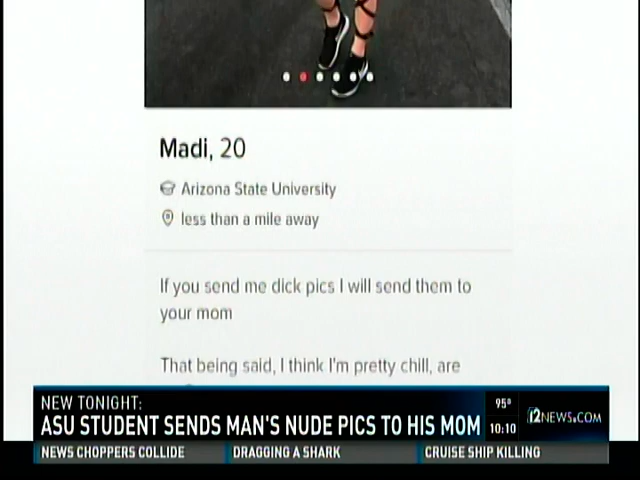 Madi, 20
Arizona State University
less than a mile away
If you send me dick pics I will send them to
your mom
That being said, I think I'm pretty chill, are
NEW TONIGHT:
ASU STUDENT SENDS MAN'S NUDE PICS TO HIS MOM
95°
10:10
12NEWS.COM
NEWS CHOPPERS COLLIDE
DRAGGING A SHARK
CRUISE SHIP KILLING